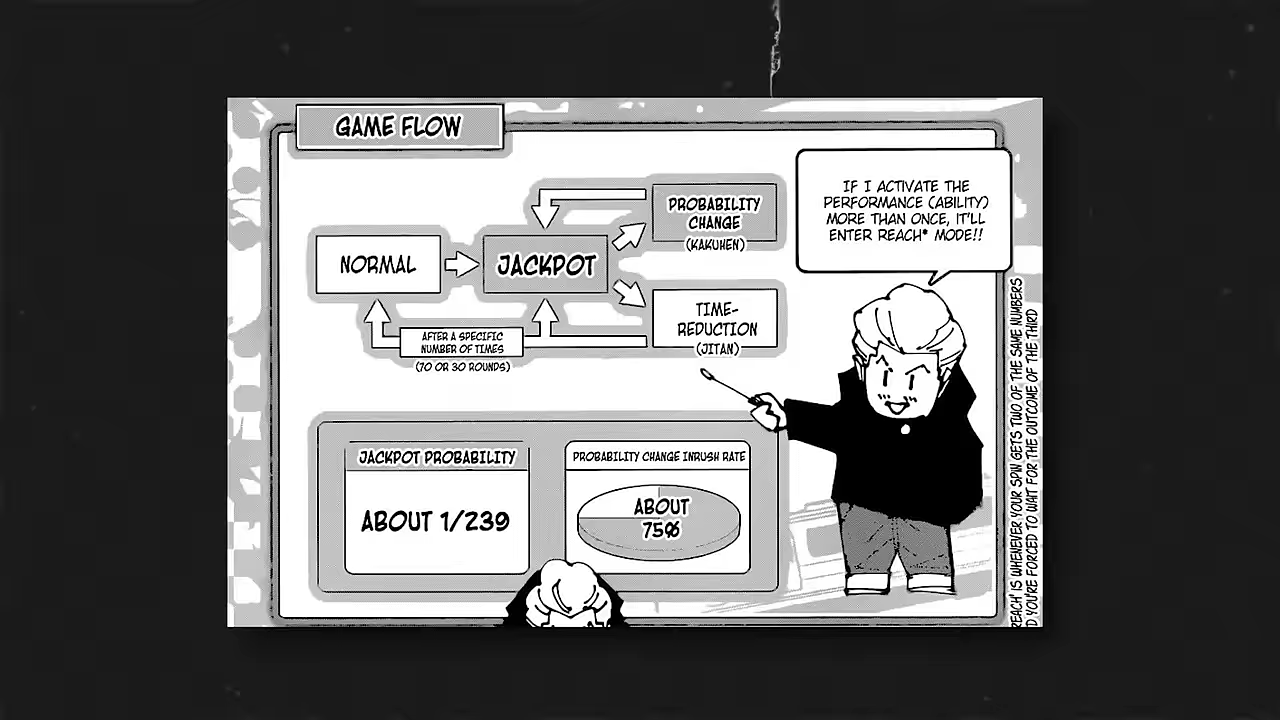 GAME FLOW
IF I ACTIVATE THE
PERFORMANCE (ABILITY)
MORE THAN ONCE, IT'LL
ENTER REACH* MODE!!
PROBABILITY
CHANGE
(KAKUHEN)
NORMAL
JACKPOT
TIME-
REDUCTION
(JITAN)
AFTER A SPECIFIC
NUMBER OF TIMES
(70 OR 30 ROUNDS)
JACKPOT PROBABILITY
ABOUT 1/239
PROBABILITY CHANGE INRUSH RATE
ABOUT
75%
REACH' IS WHENEVER YOUR SPIN GETS TWO OF THE SAME NUMBERS
D YOU'RE FORCED TO WAIT FOR THE OUTCOME OF THE THIRD